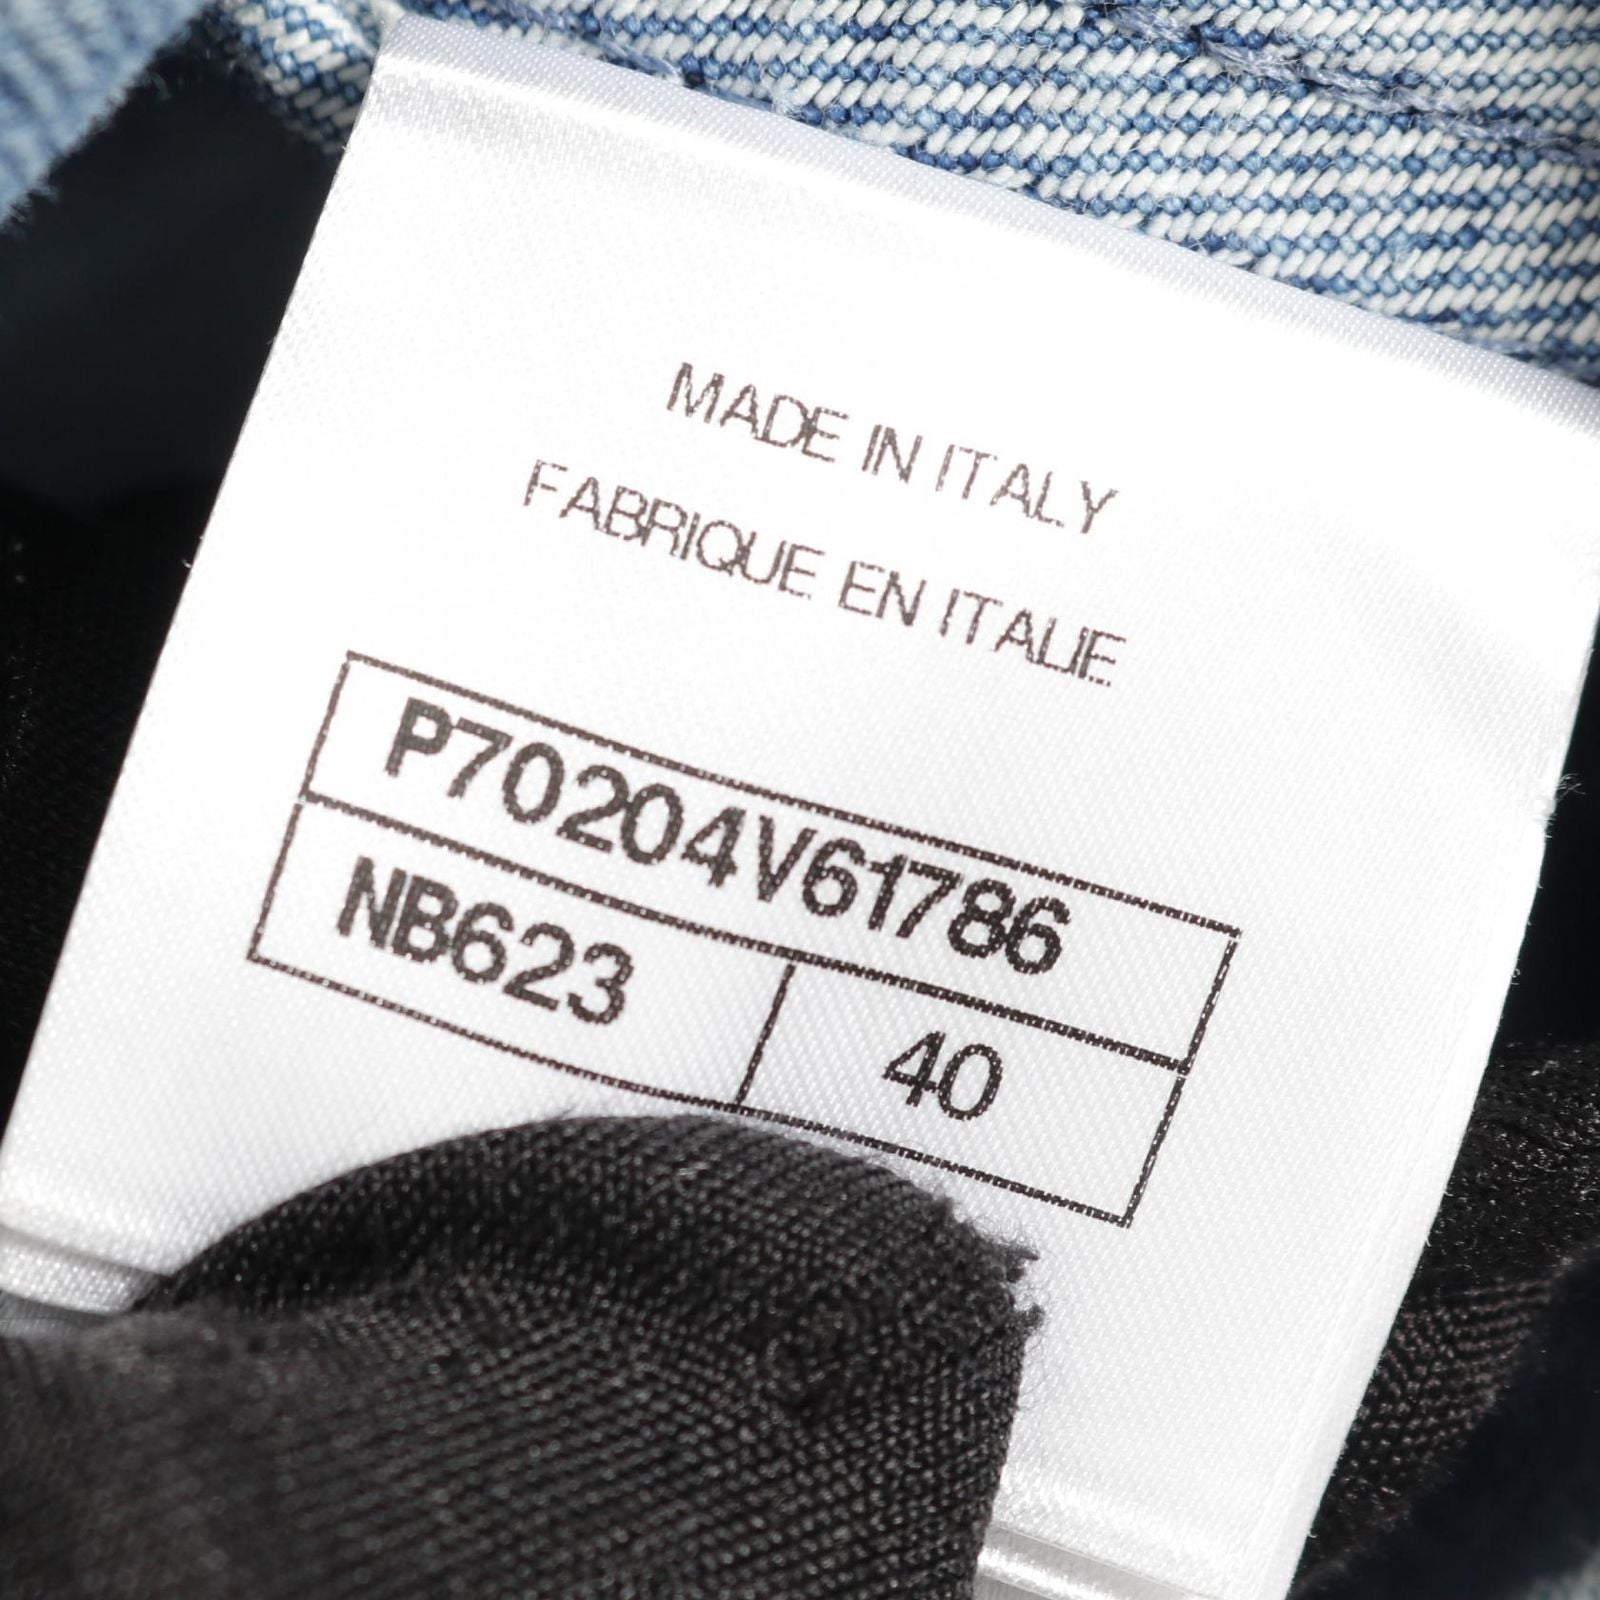 MADE IN ITALY
FABRIQUE EN ITALIE
P70204V61786
NB623 40